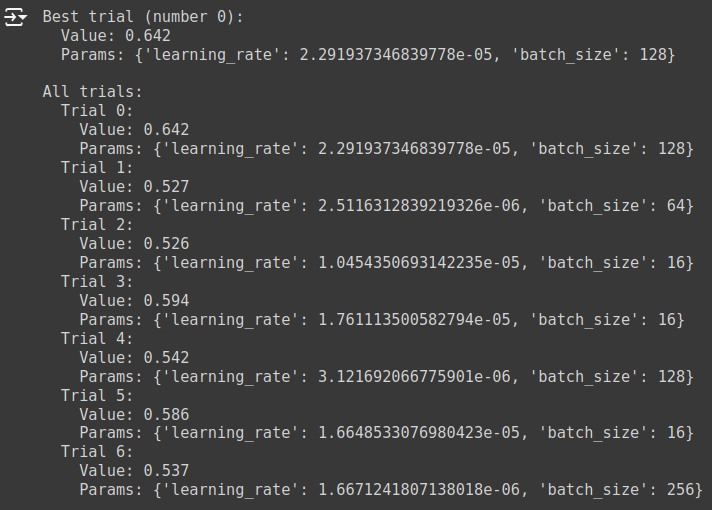 Best trial (number 0):
Value: 0.642
Params: {'learning_rate': 2.291937346839778e-05, 'batch_size': 128}
All trials:
Trial 0:
Value: 0.642
Params: {'learning_rate': 2.291937346839778e-05, 'batch_size': 128}
Trial 1:
Value: 0.527
Params: {'learning_rate': 2.5116312839219326e-06, 'batch_size': 64}
Trial 2:
Value: 0.526
Params: {'learning_rate': 1.0454350693142235e-05, 'batch_size': 16}
Trial 3:
Value: 0.594
Params: {'learning_rate': 1.761113500582794e-05, 'batch_size': 16}
Trial 4:
Value: 0.542
Params: {'learning_rate': 3.121692066775901e-06, 'batch_size': 128}
Trial 5:
Value: 0.586
Params: {'learning_rate': 1.6648533076980423e-05, 'batch_size': 16}
Trial 6:
Value: 0.537
Params: {'learning_rate': 1.6671241807138018e-06, 'batch_size': 256}